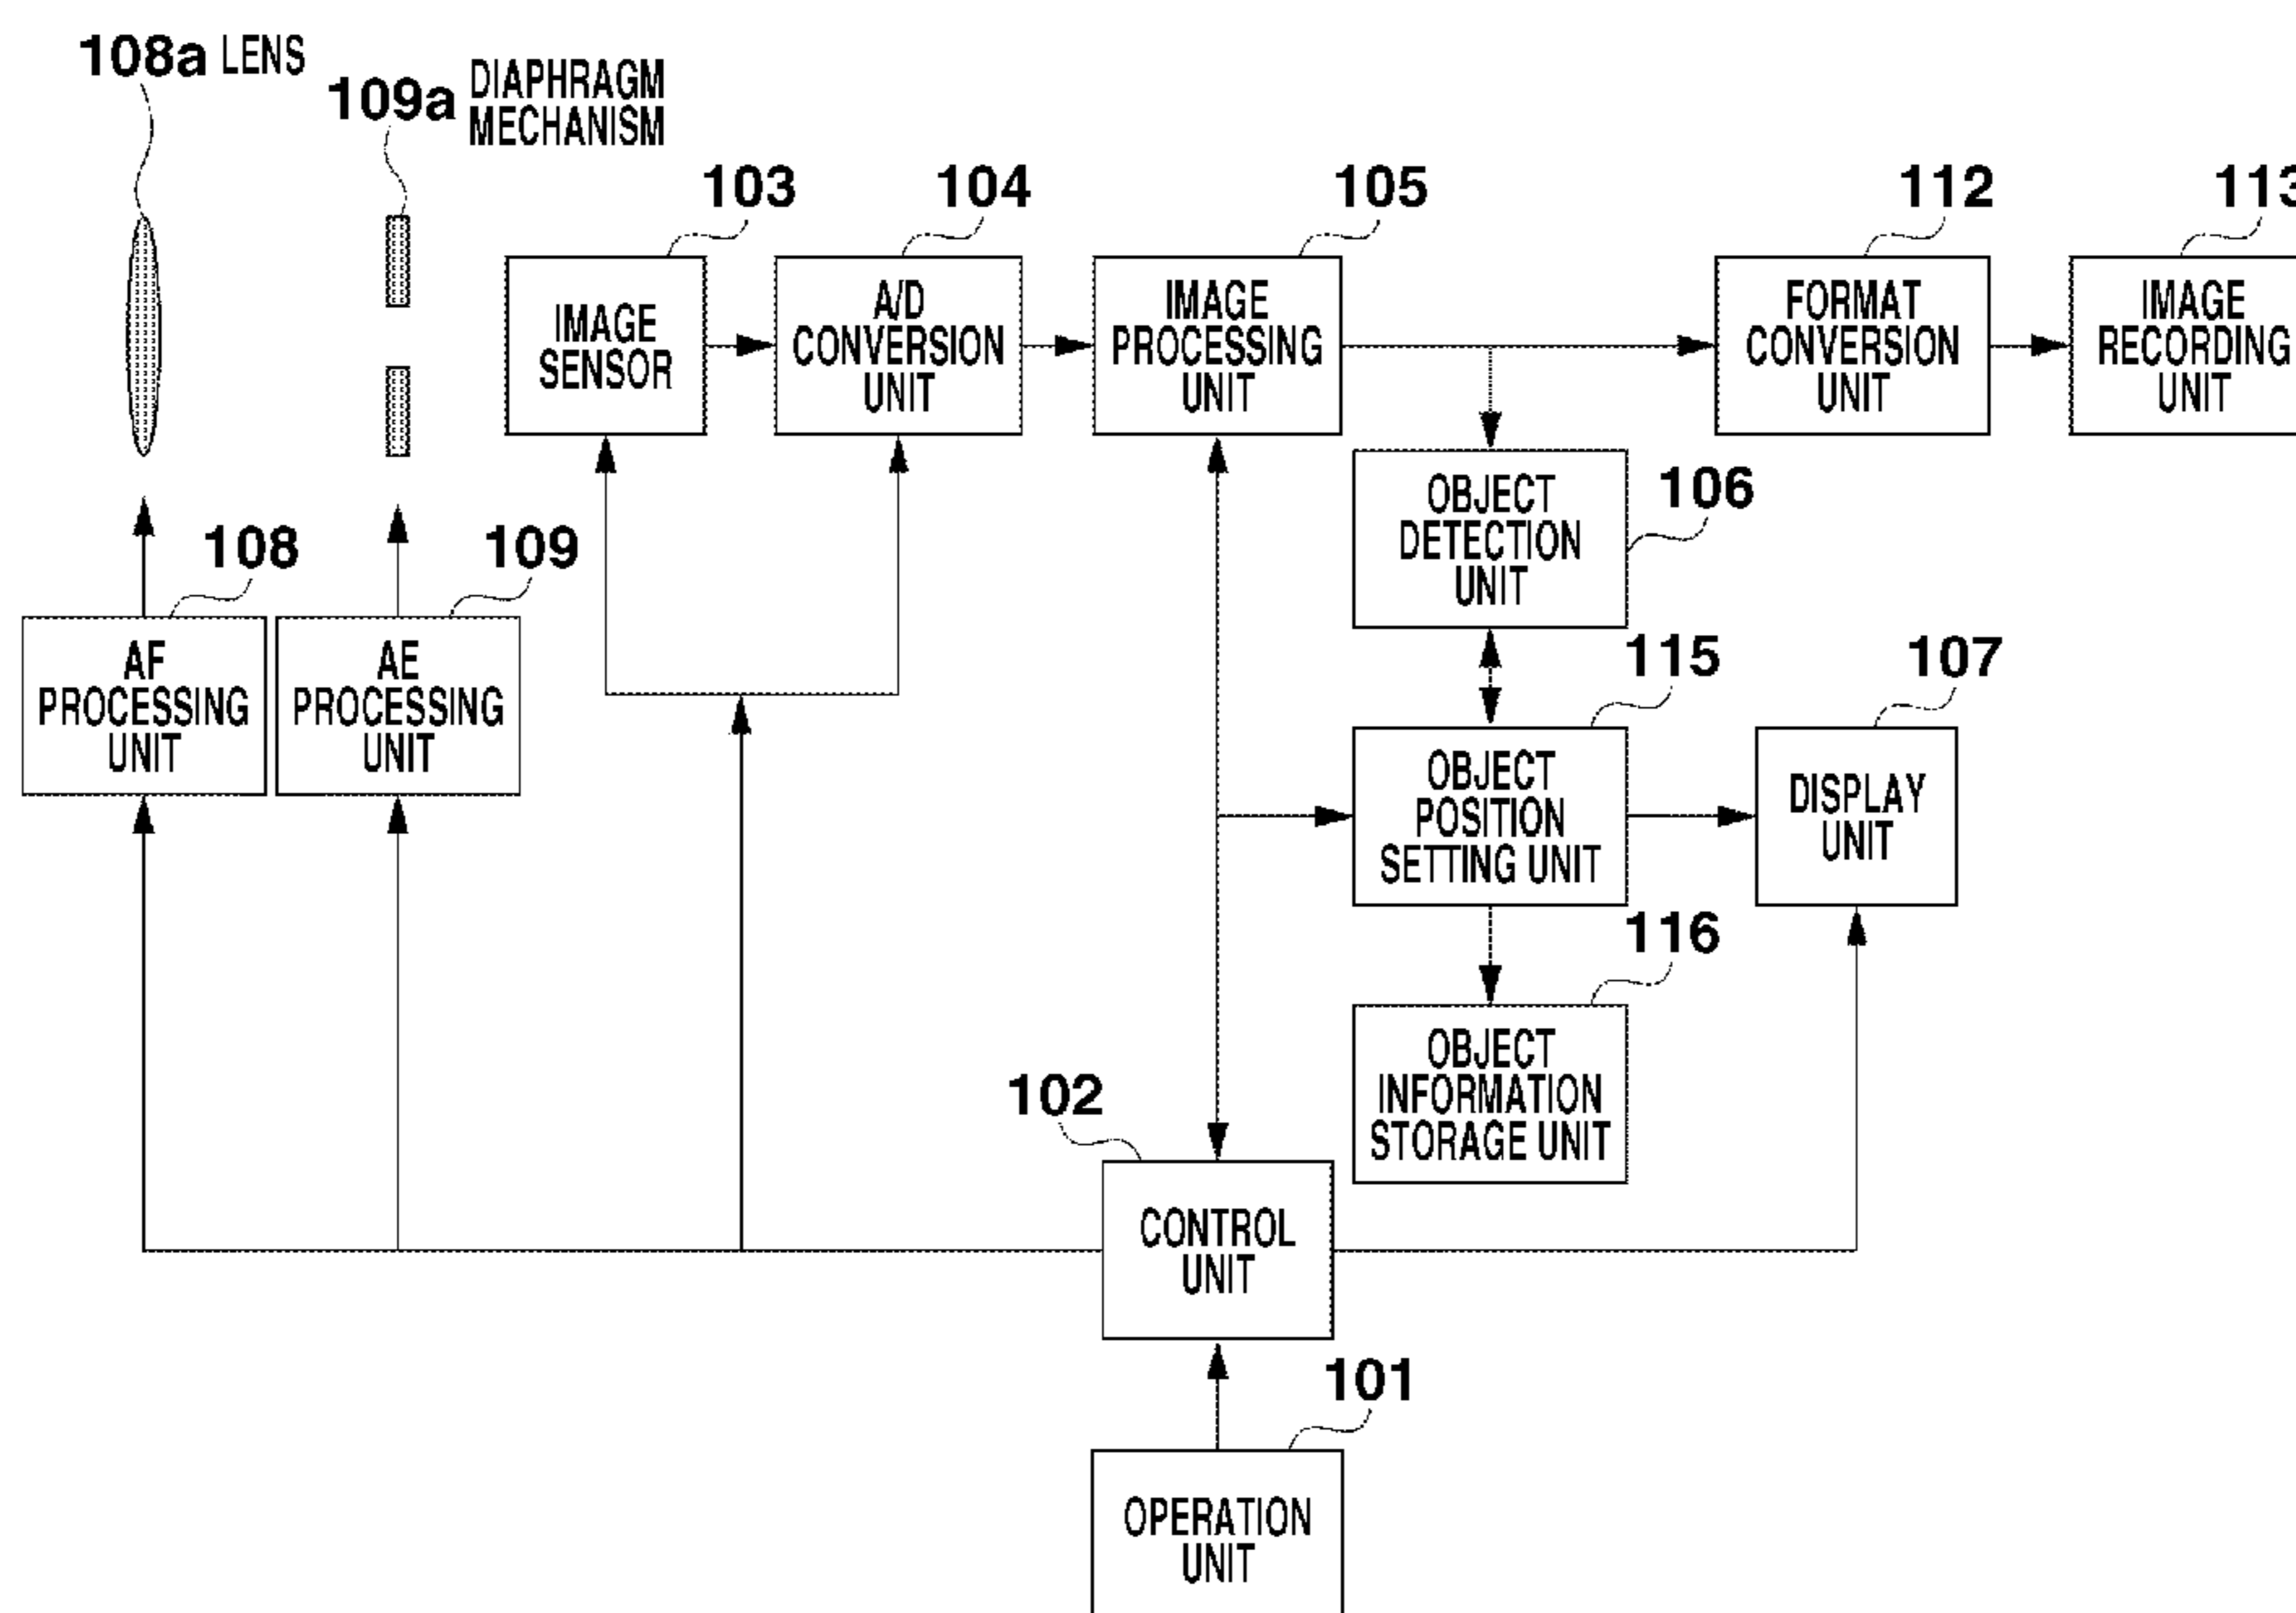 108a LENS
109a DIAPHRAGM
MECHANISM
103
104
105
112
113
IMAGE
SENSOR
A/D
CONVERSION
UNIT
IMAGE
PROCESSING
UNIT
FORMAT
CONVERSION
UNIT
IMAGE
RECORDING
UNIT
OBJECT
DETECTION
UNIT
106
108
109
AF
PROCESSING
UNIT
AE
PROCESSING
UNIT
115
107
OBJECT
POSITION
SETTING UNIT
DISPLAY
UNIT
116
OBJECT
INFORMATION
STORAGE UNIT
102
CONTROL
UNIT
101
OPERATION
UNIT